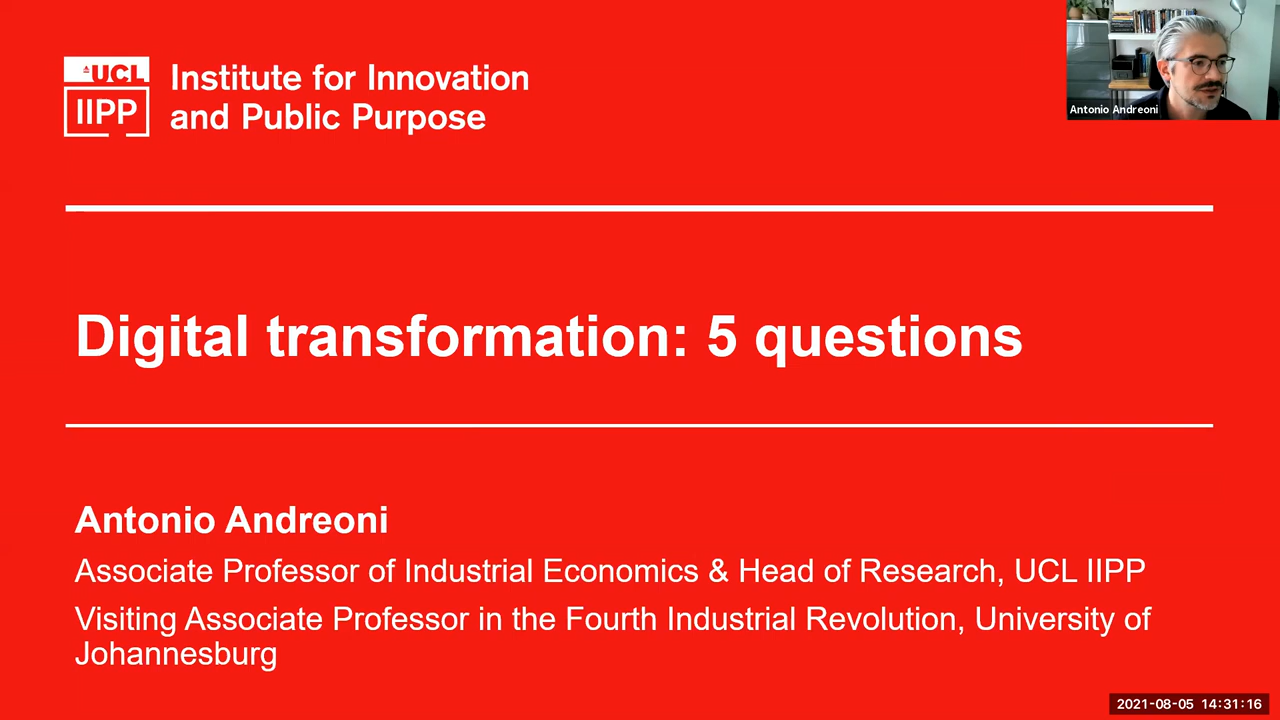 UCL
IIPP
Institute for Innovation
and Public Purpose
Antonio Andreoni
Digital transformation: 5 questions
Antonio Andreoni
Associate Professor of Industrial Economics & Head of Research, UCL IIPP
Visiting Associate Professor in the Fourth Industrial Revolution, University of
Johannesburg
2021-08-05 14:31:16